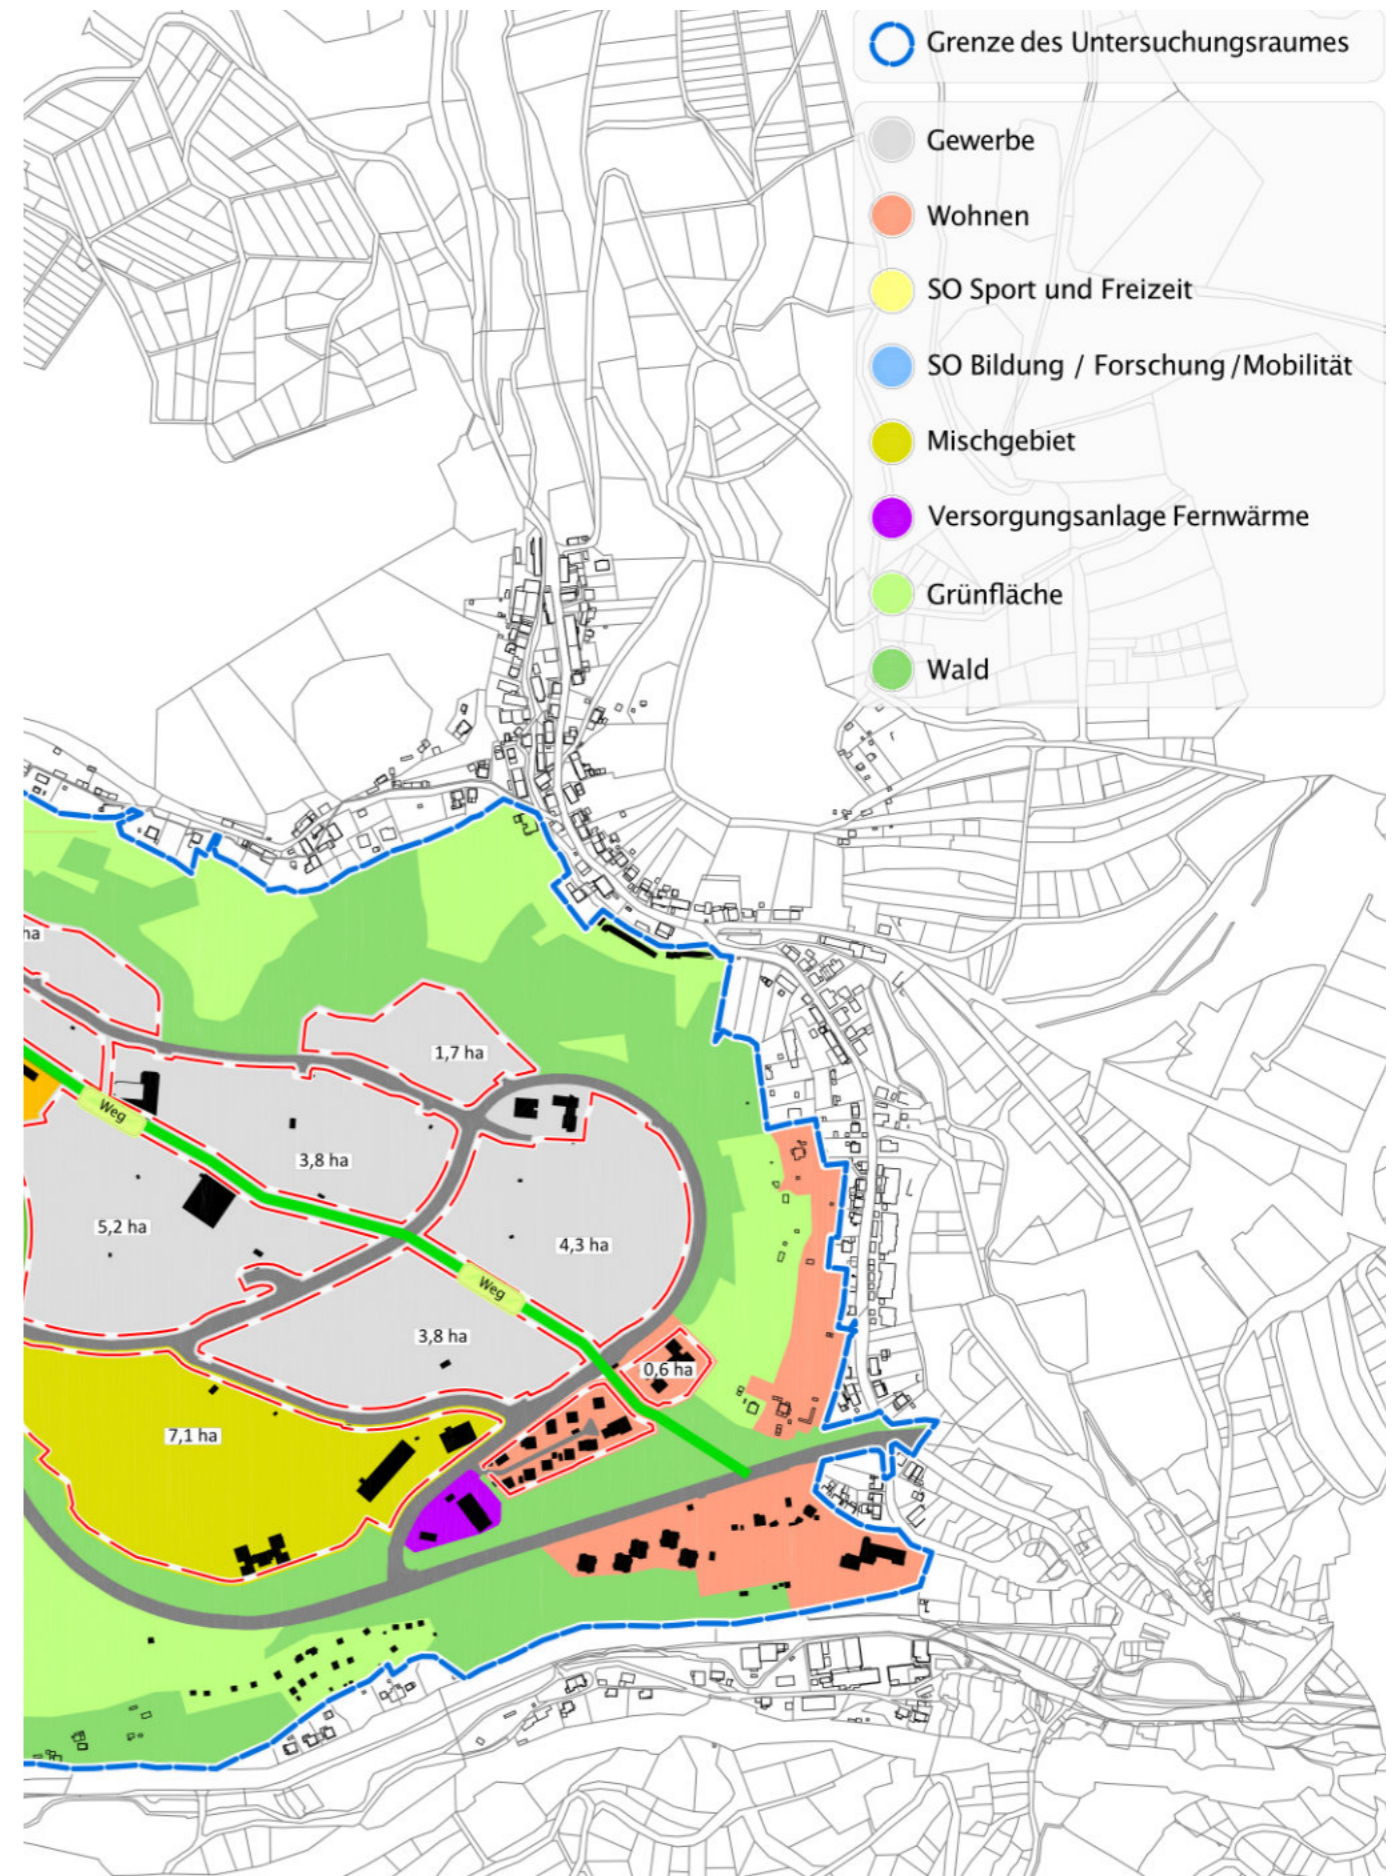 Grenze des Untersuchungsraumes
Gewerbe
Wohnen
SO Sport und Freizeit
SO Bildung / Forschung /Mobilität
Mischgebiet
Versorgungsanlage Fernwärme
Grünfläche
Wald
ha
1,7 ha
Weg
3,8 ha
5,2 ha
4,3 ha
Weg
3,8 ha
0,6 ha
7,1 ha